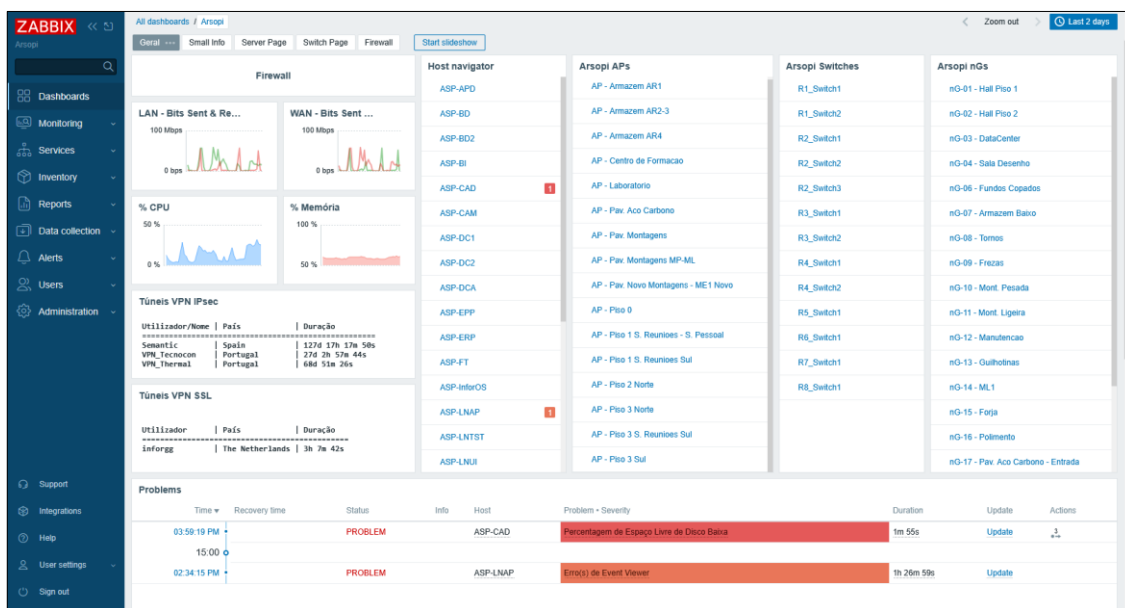 ZABBIX
Arsopi
Dashboards
Monitoring
Services
Inventory
Reports
Data collection
Alerts
Users
Administration
Support
Integrations
Help
User settings
Sign out
All dashboards / Arsopi
Zoom out
Last 2 days
Geral
Small Info
Server Page
Switch Page
Firewall
Start slideshow
Firewall
LAN - Bits Sent & Re...
100 Mbps
0 bps
WAN - Bits Sent ...
100 Mbps
0 bps
% CPU
50 %
0 %
% Memória
100 %
50 %
Túneis VPN IPsec
Utilizador/Nome | País | Duração
===================================================
Semantic | Spain | 127d 17h 17m 50s
VPN_Tecnocon | Portugal | 27d 2h 57m 44s
VPN_Thermal | Portugal | 68d 51m 26s
Túneis VPN SSL
Utilizador | País | Duração
==============================================
inforgg | The Netherlands | 3h 7m 42s
Host navigator
ASP-APD
ASP-BD
ASP-BD2
ASP-BI
ASP-CAD 1
ASP-CAM
ASP-DC1
ASP-DC2
ASP-DCA
ASP-EPP
ASP-ERP
ASP-FT
ASP-InforOS
ASP-LNAP 1
ASP-LNTST
ASP-LNUI
Arsopi APs
AP - Armazem AR1
AP - Armazem AR2-3
AP - Armazem AR4
AP - Centro de Formacao
AP - Laboratorio
AP - Pav. Aco Carbono
AP - Pav. Montagens
AP - Pav. Montagens MP-ML
AP - Pav. Novo Montagens - ME1 Novo
AP - Piso 0
AP - Piso 1 S. Reunioes - S. Pessoal
AP - Piso 1 S. Reunioes Sul
AP - Piso 2 Norte
AP - Piso 3 Norte
AP - Piso 3 S. Reunioes Sul
AP - Piso 3 Sul
Arsopi Switches
R1_Switch1
R1_Switch2
R2_Switch1
R2_Switch2
R2_Switch3
R3_Switch1
R3_Switch2
R4_Switch1
R4_Switch2
R5_Switch1
R6_Switch1
R7_Switch1
R8_Switch1
Arsopi nGs
nG-01 - Hall Piso 1
nG-02 - Hall Piso 2
nG-03 - DataCenter
nG-04 - Sala Desenho
nG-06 - Fundos Copados
nG-07 - Armazem Baixo
nG-08 - Tornos
nG-09 - Frezas
nG-10 - Mont. Pesada
nG-11 - Mont. Ligeira
nG-12 - Manutencao
nG-13 - Guilhotinas
nG-14 - ML1
nG-15 - Forja
nG-16 - Polimento
nG-17 - Pav. Aco Carbono - Entrada
Problems
Time Recovery time Status Info Host Problem • Severity Duration Update Actions
03:59:19 PM PROBLEM ASP-CAD Percentagem de Espaço Livre de Disco Baixa 1m 55s Update 3
15:00
02:34:15 PM PROBLEM ASP-LNAP Erro(s) de Event Viewer 1h 26m 59s Update